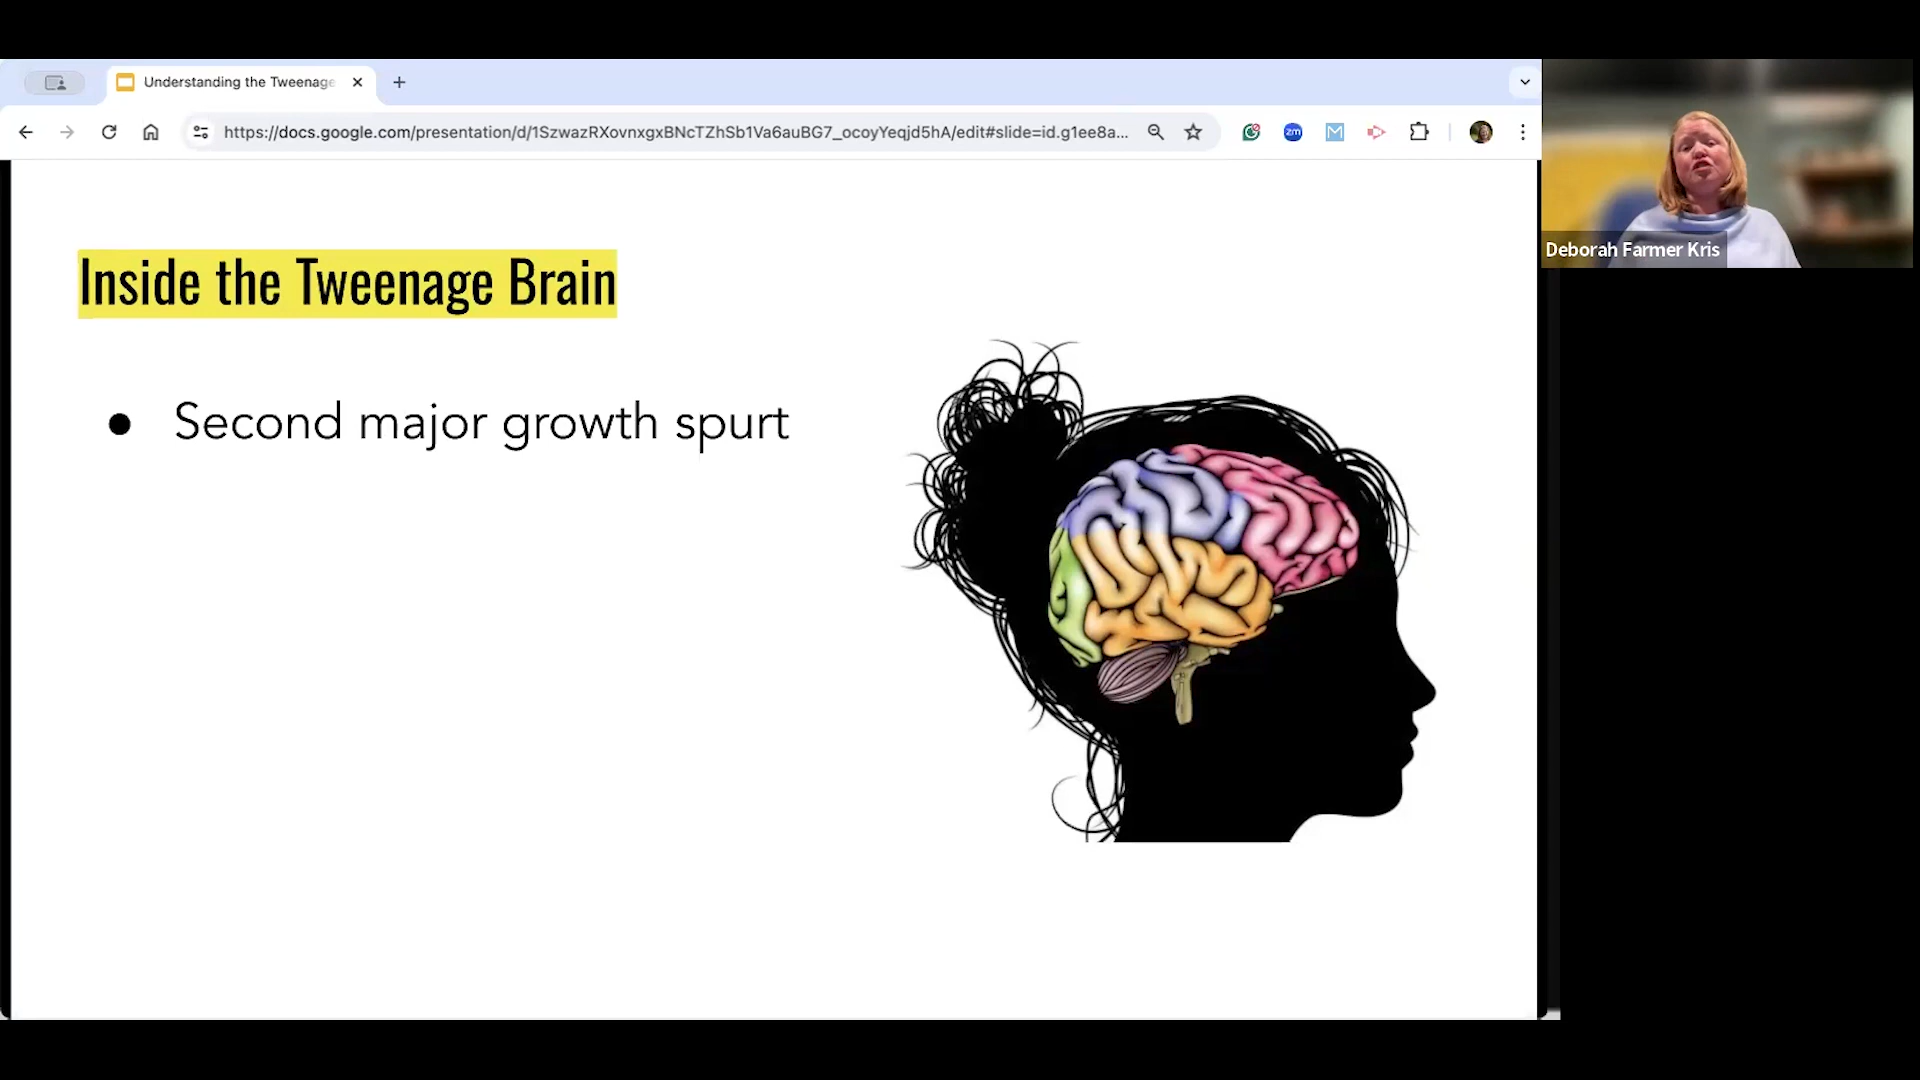 Understanding the Tweenage
https://docs.google.com/presentation/d/1SzwazRXovnxgxBNcTZhSb1Va6auBG7_ocoyYeqjd5hA/edit#slide=id.g1ee8a...
zm
M
Deborah Farmer Kris
Inside the Tweenage Brain
● Second major growth spurt